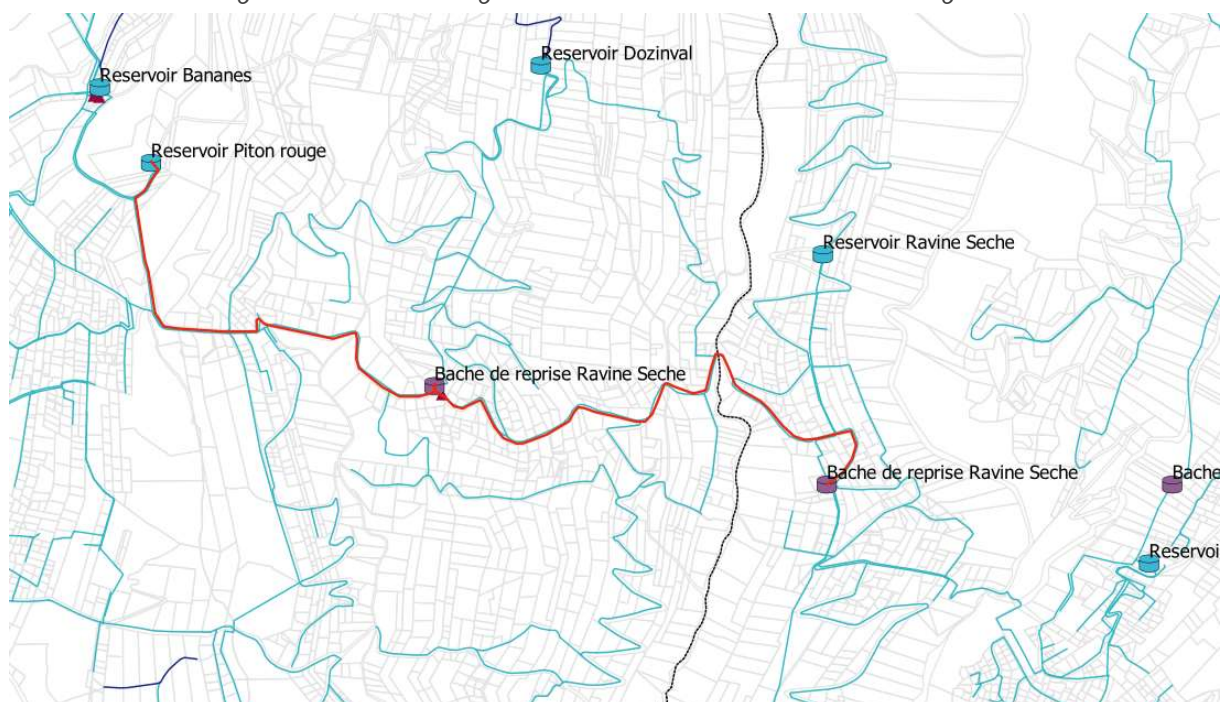 Reservoir Dozinval
Reservoir Bananes
Reservoir Piton rouge
Reservoir Ravine Seche
Bache de reprise Ravine Seche
Bache de reprise Ravine Seche
Bache
Reservoi